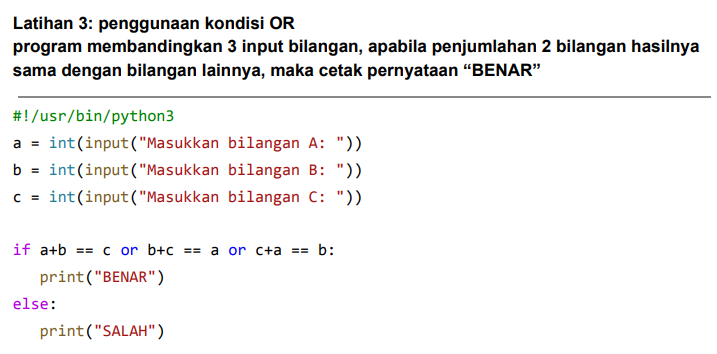 Latihan 3: penggunaan kondisi OR
program membandingkan 3 input bilangan, apabila penjumlahan 2 bilangan hasilnya
sama dengan bilangan lainnya, maka cetak pernyataan “BENAR”
#!/usr/bin/python3
a = int(input("Masukkan bilangan A: "))
b = int(input("Masukkan bilangan B: "))
c = int(input("Masukkan bilangan C: "))
if a+b == c or b+c == a or c+a == b:
   print("BENAR")
else:
   print("SALAH")